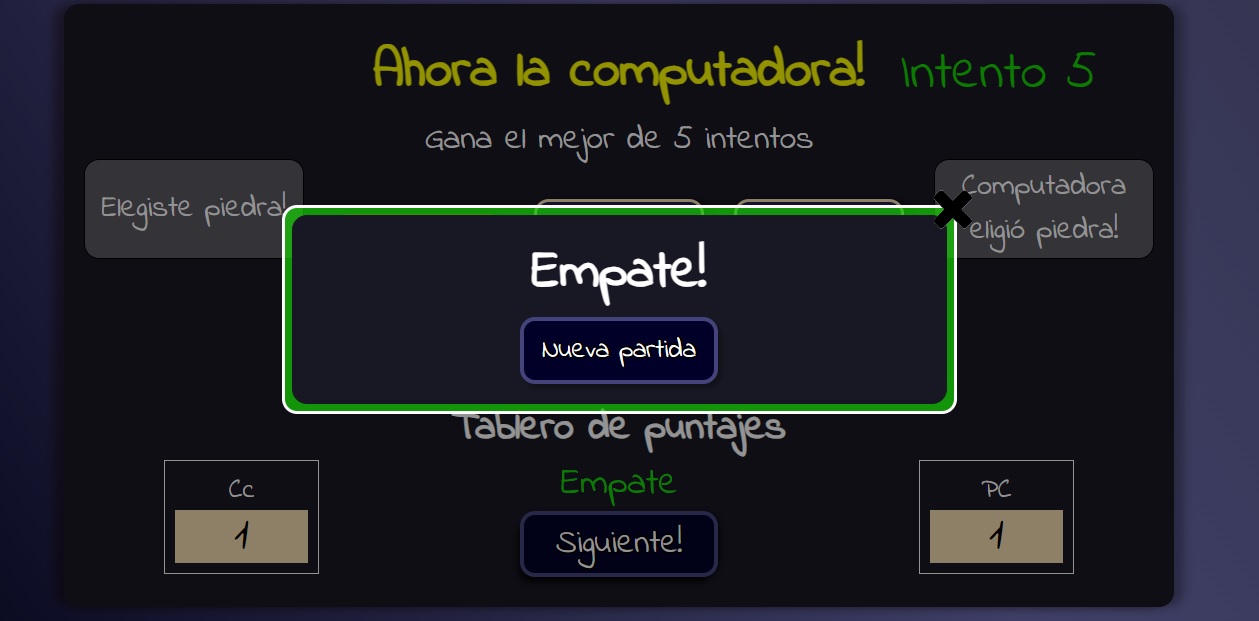 Ahora la computadora! Intento 5
Gana el mejor de 5 intentos
Elegiste piedra!
Computadora
eligió piedra!
Empate!
Nueva partida
Tablero de puntajes
Cc
1
Empate
Siguiente!
PC
1